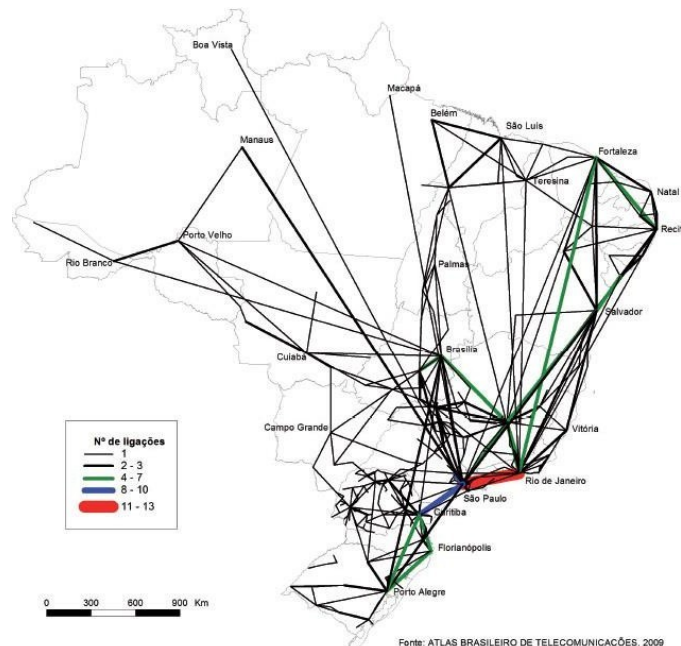 Boa Vista
Macapá
Belém
São Luís
Fortaleza
Manaus
Teresina
Natal
Recif
Porto Velho
Rio Branco
Palmas
Salvador
Cuiabá
Brasília
Campo Grande
Vitória
Nº de ligações
1
2 - 3
4 - 7
8 - 10
11 - 13
São Paulo
Rio de Janeiro
Curitiba
Florianópolis
Porto Alegre
0 300 600 900 Km
Fonte: ATLAS BRASILEIRO DE TELECOMUNICAÇÕES, 2009